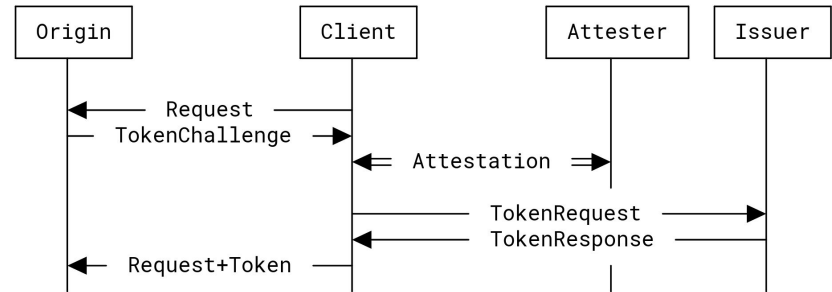 Origin
Client
Attester
Issuer
Request
TokenChallenge
Attestation
TokenRequest
TokenResponse
Request+Token